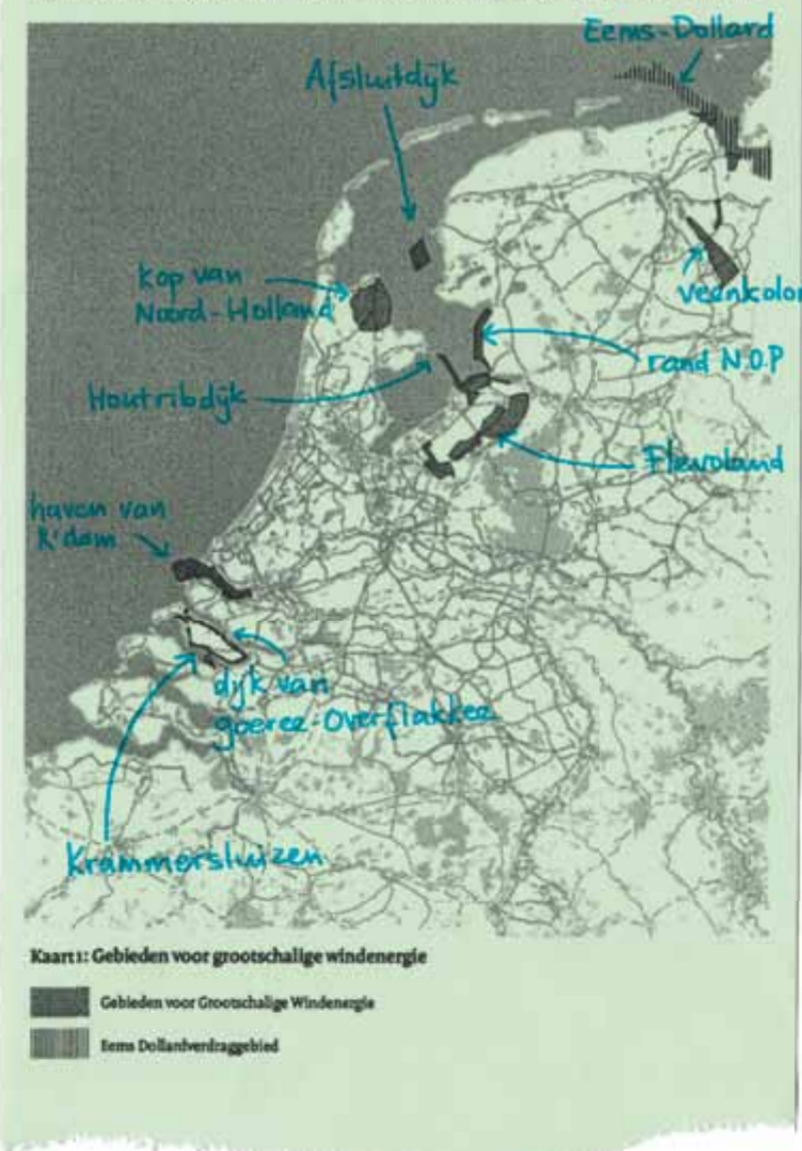 Eems-Dollard
Afsluitdijk
Kop van
Noord-Holland
Veenkolon
rand N.O.P
Houtribdijk
Flevoland
haven van
R'dam
dijk van
goeree-Overflakkee
Krammersluizen
Kaart 1: Gebieden voor grootschalige windenergie
Gebieden voor Grootschalige Windenergie
Eems Dollardverdraggebied